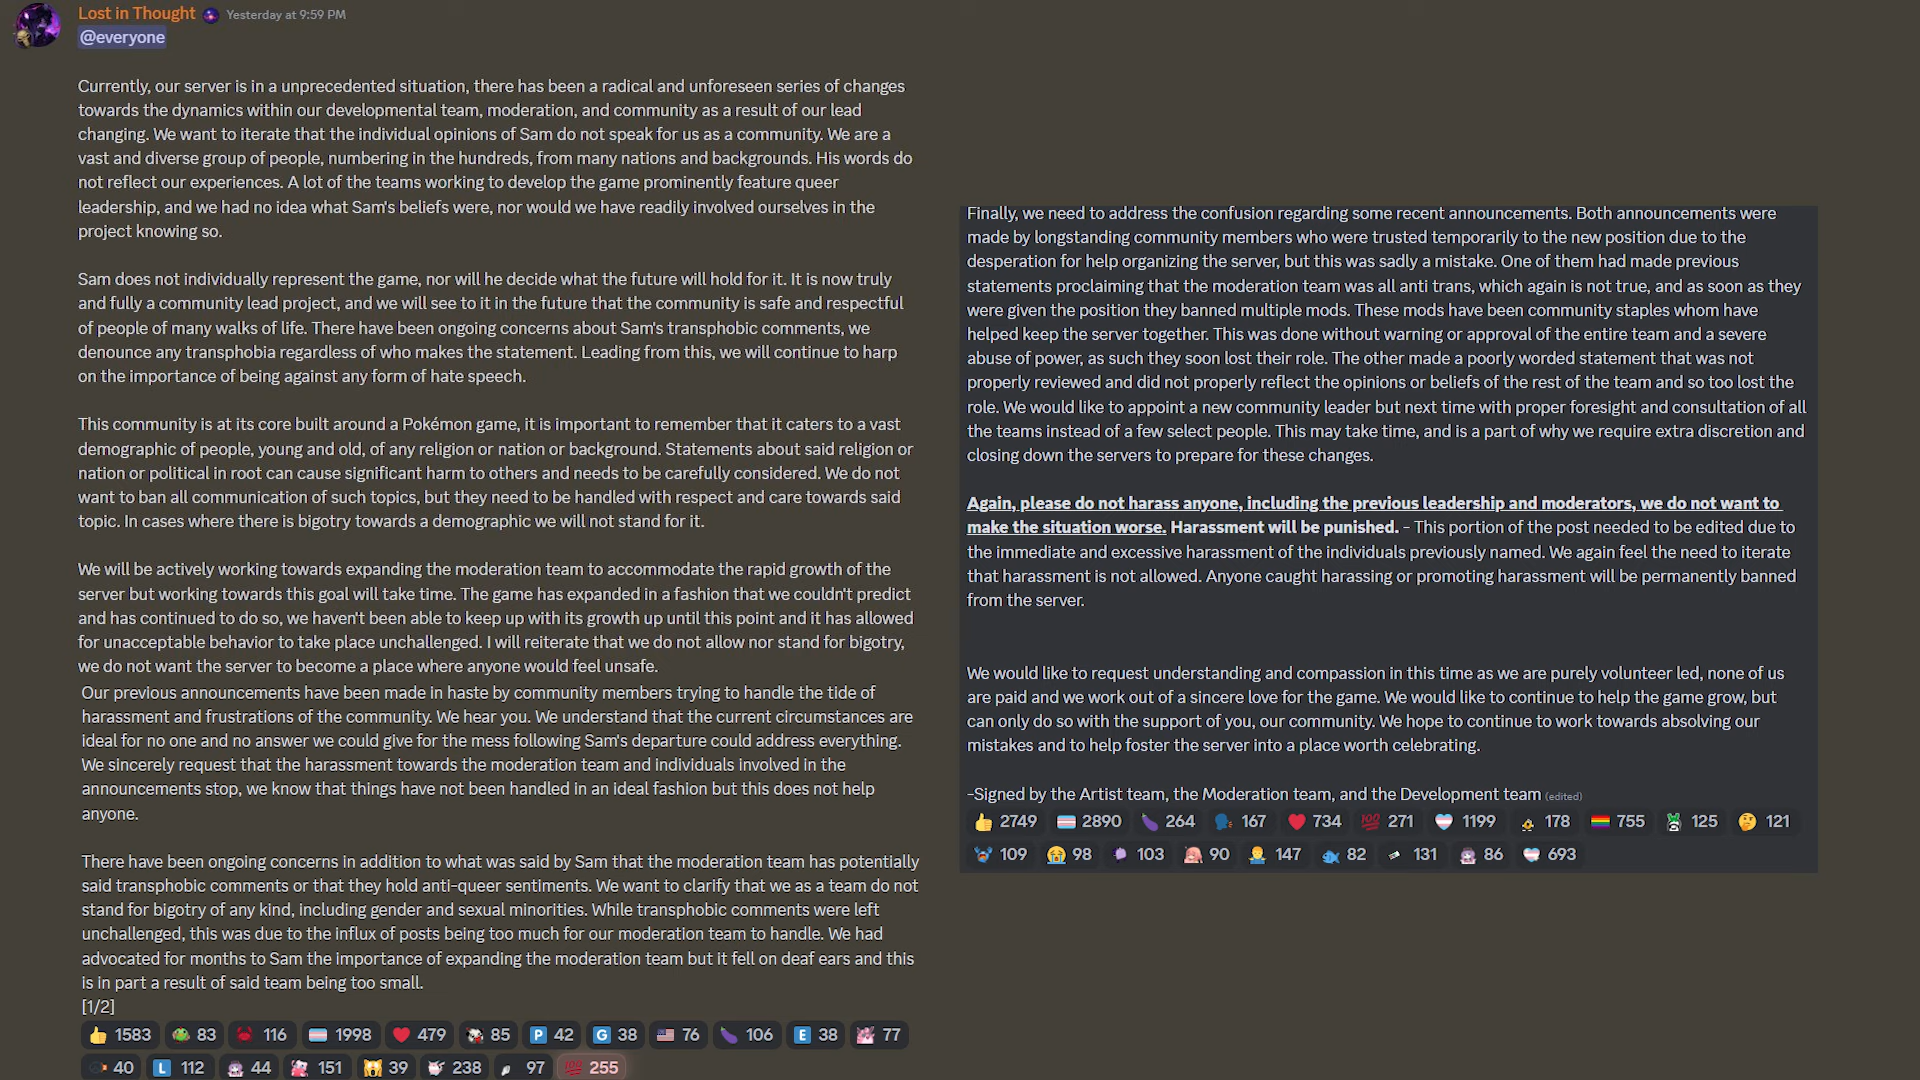 Lost in Thought Yesterday at 9:59 PM
@everyone
Currently, our server is in a unprecedented situation, there has been a radical and unforeseen series of changes
towards the dynamics within our developmental team, moderation, and community as a result of our lead
changing. We want to iterate that the individual opinions of Sam do not speak for us as a community. We are a
vast and diverse group of people, numbering in the hundreds, from many nations and backgrounds. His words do
not reflect our experiences. A lot of the teams working to develop the game prominently feature queer
leadership, and we had no idea what Sam's beliefs were, nor would we have readily involved ourselves in the
project knowing so.
Sam does not individually represent the game, nor will he decide what the future will hold for it. It is now truly
and fully a community lead project, and we will see to it in the future that the community is safe and respectful
of people of many walks of life. There have been ongoing concerns about Sam's transphobic comments, we
denounce any transphobia regardless of who makes the statement. Leading from this, we will continue to harp
on the importance of being against any form of hate speech.
This community is at its core built around a Pokémon game, it is important to remember that it caters to a vast
demographic of people, young and old, of any religion or nation or background. Statements about said religion or
nation or political in root can cause significant harm to others and needs to be carefully considered. We do not
want to ban all communication of such topics, but they need to be handled with respect and care towards said
topic. In cases where there is bigotry towards a demographic we will not stand for it.
We will be actively working towards expanding the moderation team to accommodate the rapid growth of the
server but working towards this goal will take time. The game has expanded in a fashion that we couldn't predict
and has continued to do so, we haven't been able to keep up with its growth up until this point and it has allowed
for unacceptable behavior to take place unchallenged. I will reiterate that we do not allow nor stand for bigotry,
we do not want the server to become a place where anyone would feel unsafe.
Our previous announcements have been made in haste by community members trying to handle the tide of
harassment and frustrations of the community. We hear you. We understand that the current circumstances are
ideal for no one and no answer we could give for the mess following Sam's departure could address everything.
We sincerely request that the harassment towards the moderation team and individuals involved in the
announcements stop, we know that things have not been handled in an ideal fashion but this does not help
anyone.
There have been ongoing concerns in addition to what was said by Sam that the moderation team has potentially
said transphobic comments or that they hold anti-queer sentiments. We want to clarify that we as a team do not
stand for bigotry of any kind, including gender and sexual minorities. While transphobic comments were left
unchallenged, this was due to the influx of posts being too much for our moderation team to handle. We had
advocated for months to Sam the importance of expanding the moderation team but it fell on deaf ears and this
is in part a result of said team being too small.
[1/2]
1583 83 116 1998 479 85 P 42 G 38 76 106 E 38 77
40 L 112 44 151 39 238 97 100 255
Finally, we need to address the confusion regarding some recent announcements. Both announcements were
made by longstanding community members who were trusted temporarily to the new position due to the
desperation for help organizing the server, but this was sadly a mistake. One of them had made previous
statements proclaiming that the moderation team was all anti trans, which again is not true, and as soon as they
were given the position they banned multiple mods. These mods have been community staples whom have
helped keep the server together. This was done without warning or approval of the entire team and a severe
abuse of power, as such they soon lost their role. The other made a poorly worded statement that was not
properly reviewed and did not properly reflect the opinions or beliefs of the rest of the team and so too lost the
role. We would like to appoint a new community leader but next time with proper foresight and consultation of all
the teams instead of a few select people. This may take time, and is a part of why we require extra discretion and
closing down the servers to prepare for these changes.
Again, please do not harass anyone, including the previous leadership and moderators, we do not want to
make the situation worse. Harassment will be punished. - This portion of the post needed to be edited due to
the immediate and excessive harassment of the individuals previously named. We again feel the need to iterate
that harassment is not allowed. Anyone caught harassing or promoting harassment will be permanently banned
from the server.
We would like to request understanding and compassion in this time as we are purely volunteer led, none of us
are paid and we work out of a sincere love for the game. We would like to continue to help the game grow, but
can only do so with the support of you, our community. We hope to continue to work towards absolving our
mistakes and to help foster the server into a place worth celebrating.
-Signed by the Artist team, the Moderation team, and the Development team (edited)
2749 2890 264 167 734 100 271 1199 178 755 125 121
109 98 103 90 147 82 131 86 693